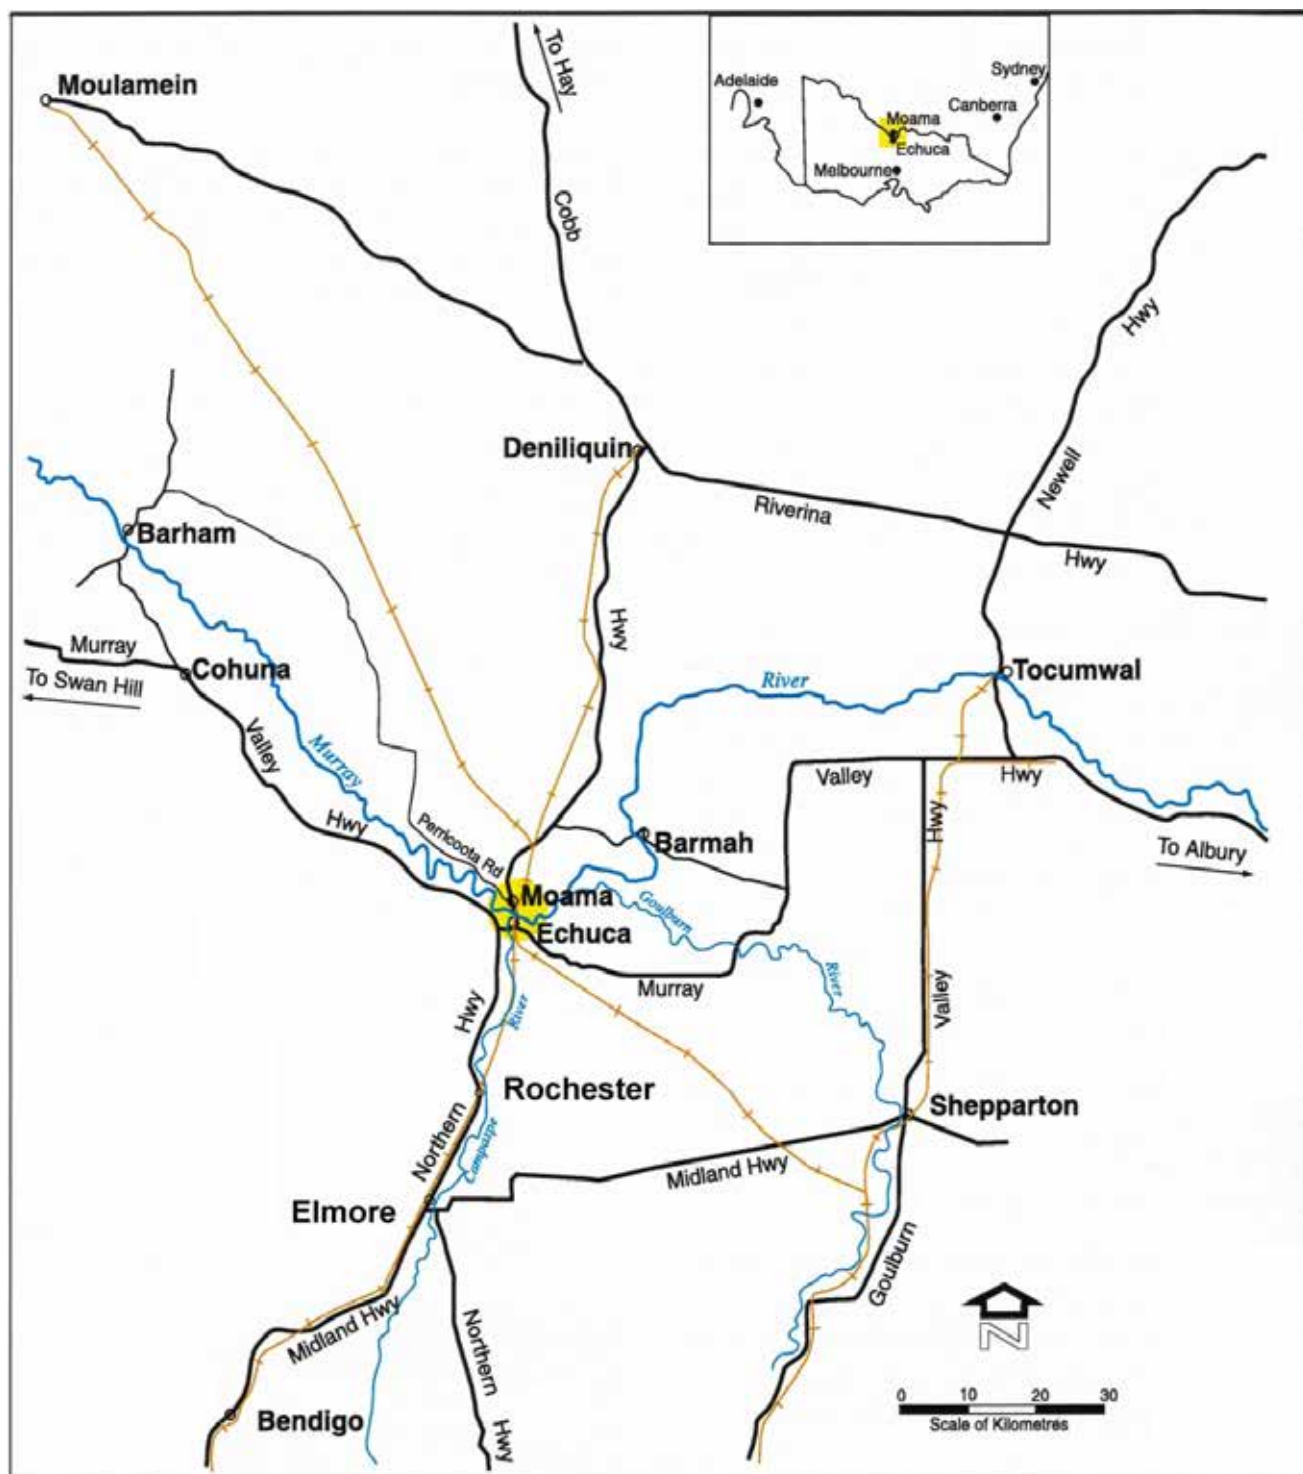 Moulamein
To Hay
Cobb
Adelaide
Sydney
Canberra
Moama
Echuca
Melbourne
Hwy
Newell
Deniliquin
Riverina
Hwy
Barham
Hwy
Murray
Cohuna
To Swan Hill
River
Tocumwal
Valley
Murray
Hwy
Valley
Hwy
Hwy
Perricoota Rd
Barmah
To Albury
Moama
Goulburn
Echuca
River
Murray
Valley
Hwy
River
Rochester
Shepparton
Northern
Campaspe
Midland Hwy
Elmore
Goulburn
Midland Hwy
Northern
Hwy
N
Bendigo
0 10 20 30
Scale of Kilometres